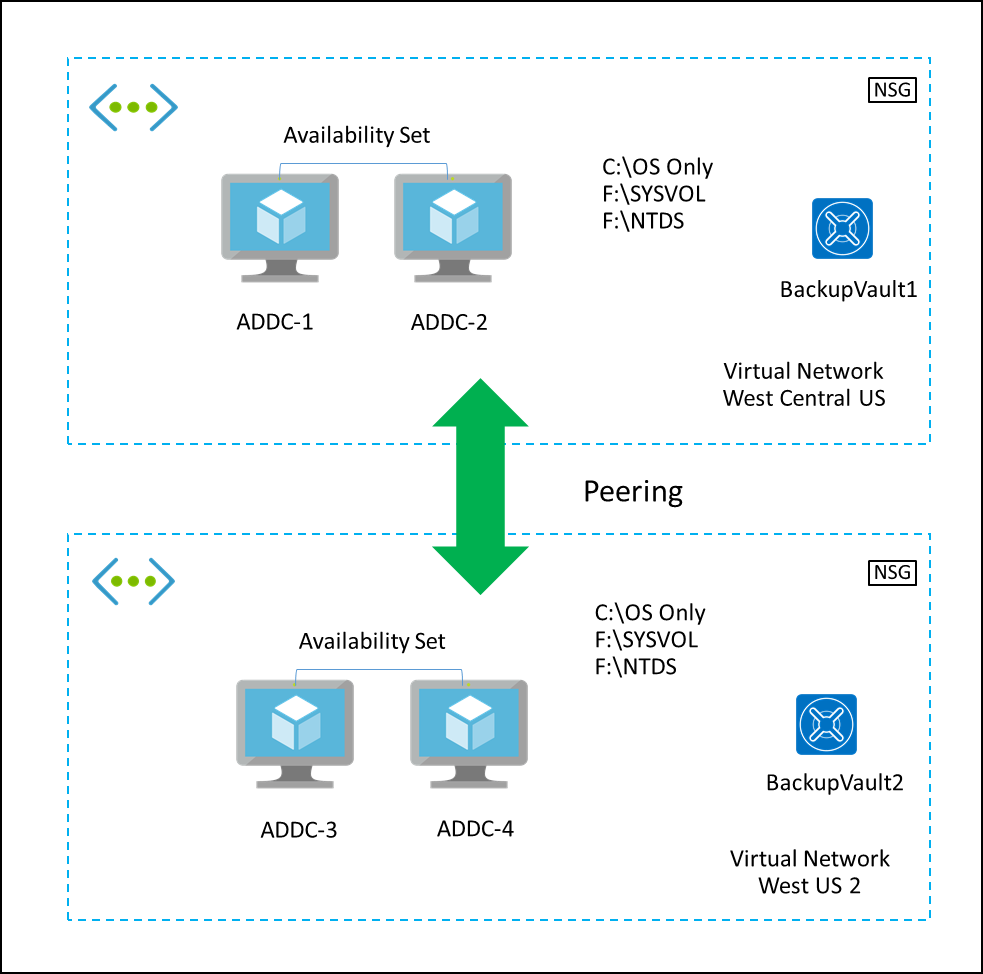 NSG
Availability Set
C:\OS Only
F:\SYSVOL
F:\NTDS
BackupVault1
ADDC-1
ADDC-2
Virtual Network
West Central US
Peering
NSG
C:\OS Only
F:\SYSVOL
F:\NTDS
Availability Set
BackupVault2
ADDC-3
ADDC-4
Virtual Network
West US 2